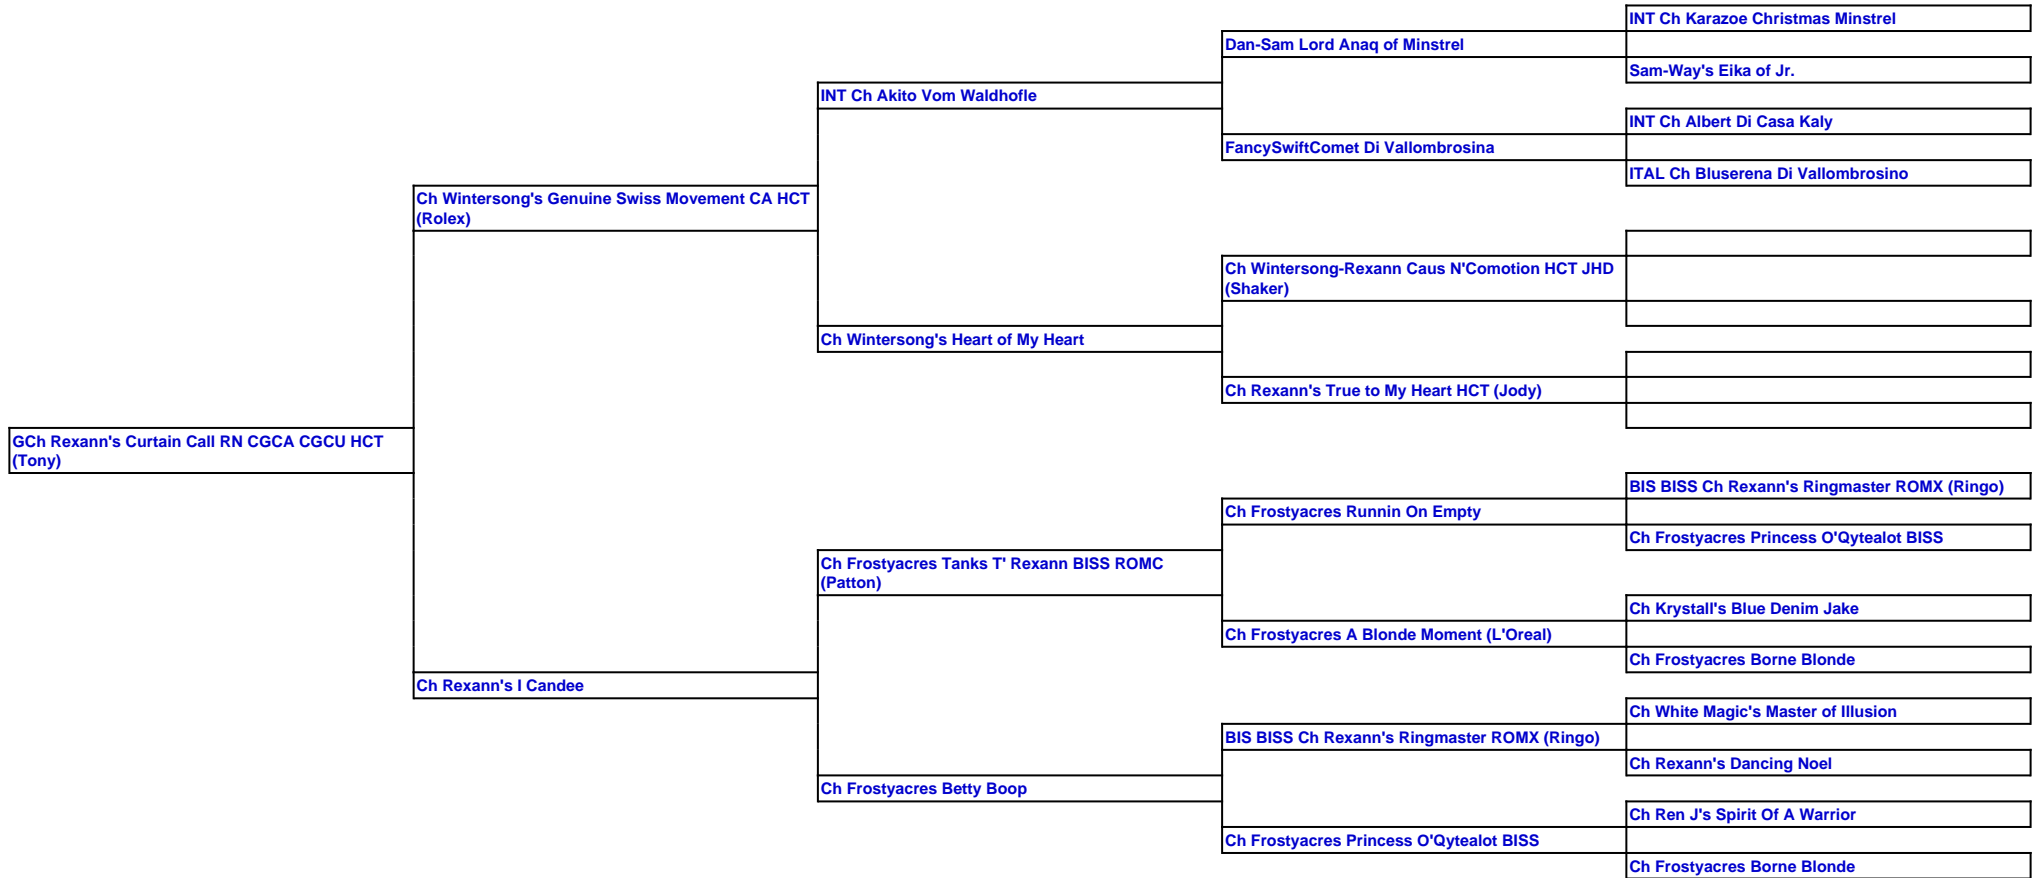 INT Ch Karazoe Christmas Minstrel
Dan-Sam Lord Anaq of Minstrel
Sam-Way's Eika of Jr.
INT Ch Akito Vom Waldhofle
INT Ch Albert Di Casa Kaly
FancySwiftComet Di Vallombrosina
ITAL Ch Bluserena Di Vallombrosino
Ch Wintersong's Genuine Swiss Movement CA HCT
(Rolex)
Ch Wintersong-Rexann Caus N'Comotion HCT JHD
(Shaker)
Ch Wintersong's Heart of My Heart
Ch Rexann's True to My Heart HCT (Jody)
GCh Rexann's Curtain Call RN CGCA CGCU HCT
(Tony)
BIS BISS Ch Rexann's Ringmaster ROMX (Ringo)
Ch Frostyacres Runnin On Empty
Ch Frostyacres Princess O'Qytealot BISS
Ch Frostyacres Tanks T' Rexann BISS ROMC
(Patton)
Ch Krystall's Blue Denim Jake
Ch Frostyacres A Blonde Moment (L'Oreal)
Ch Frostyacres Borne Blonde
Ch Rexann's I Candee
Ch White Magic's Master of Illusion
BIS BISS Ch Rexann's Ringmaster ROMX (Ringo)
Ch Rexann's Dancing Noel
Ch Frostyacres Betty Boop
Ch Ren J's Spirit Of A Warrior
Ch Frostyacres Princess O'Qytealot BISS
Ch Frostyacres Borne Blonde